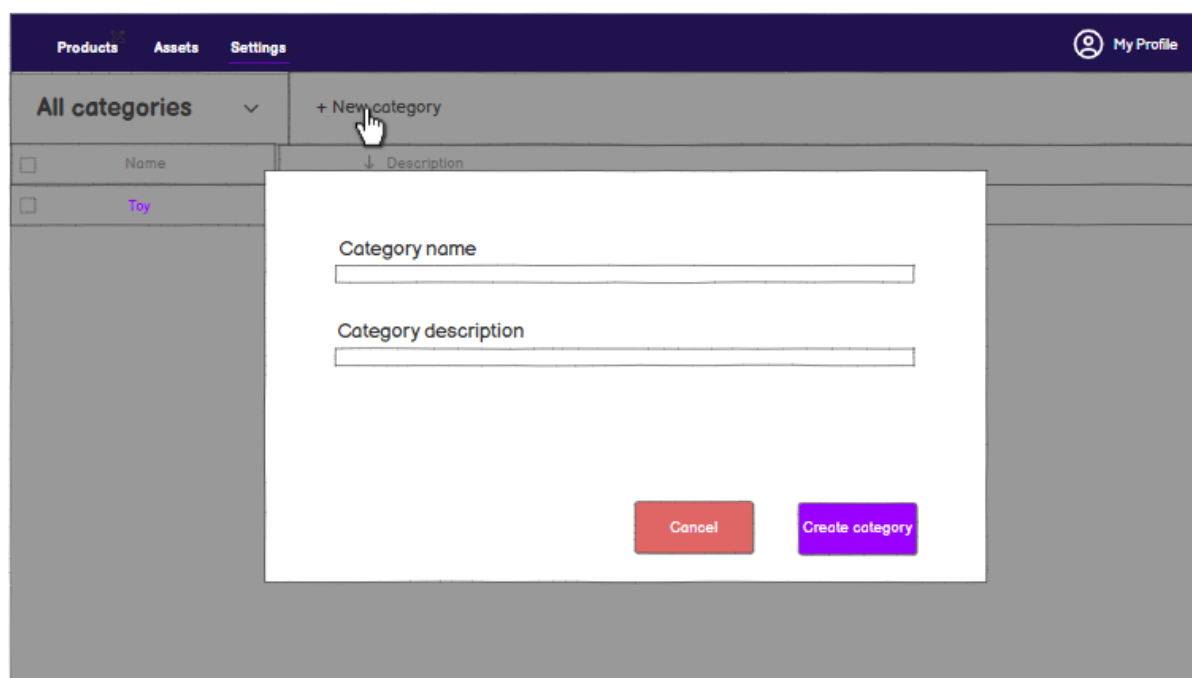 Products Assets Settings My Profile
All categories + New category
Name ↓ Description
Toy
Category name
Category description
Cancel Create category